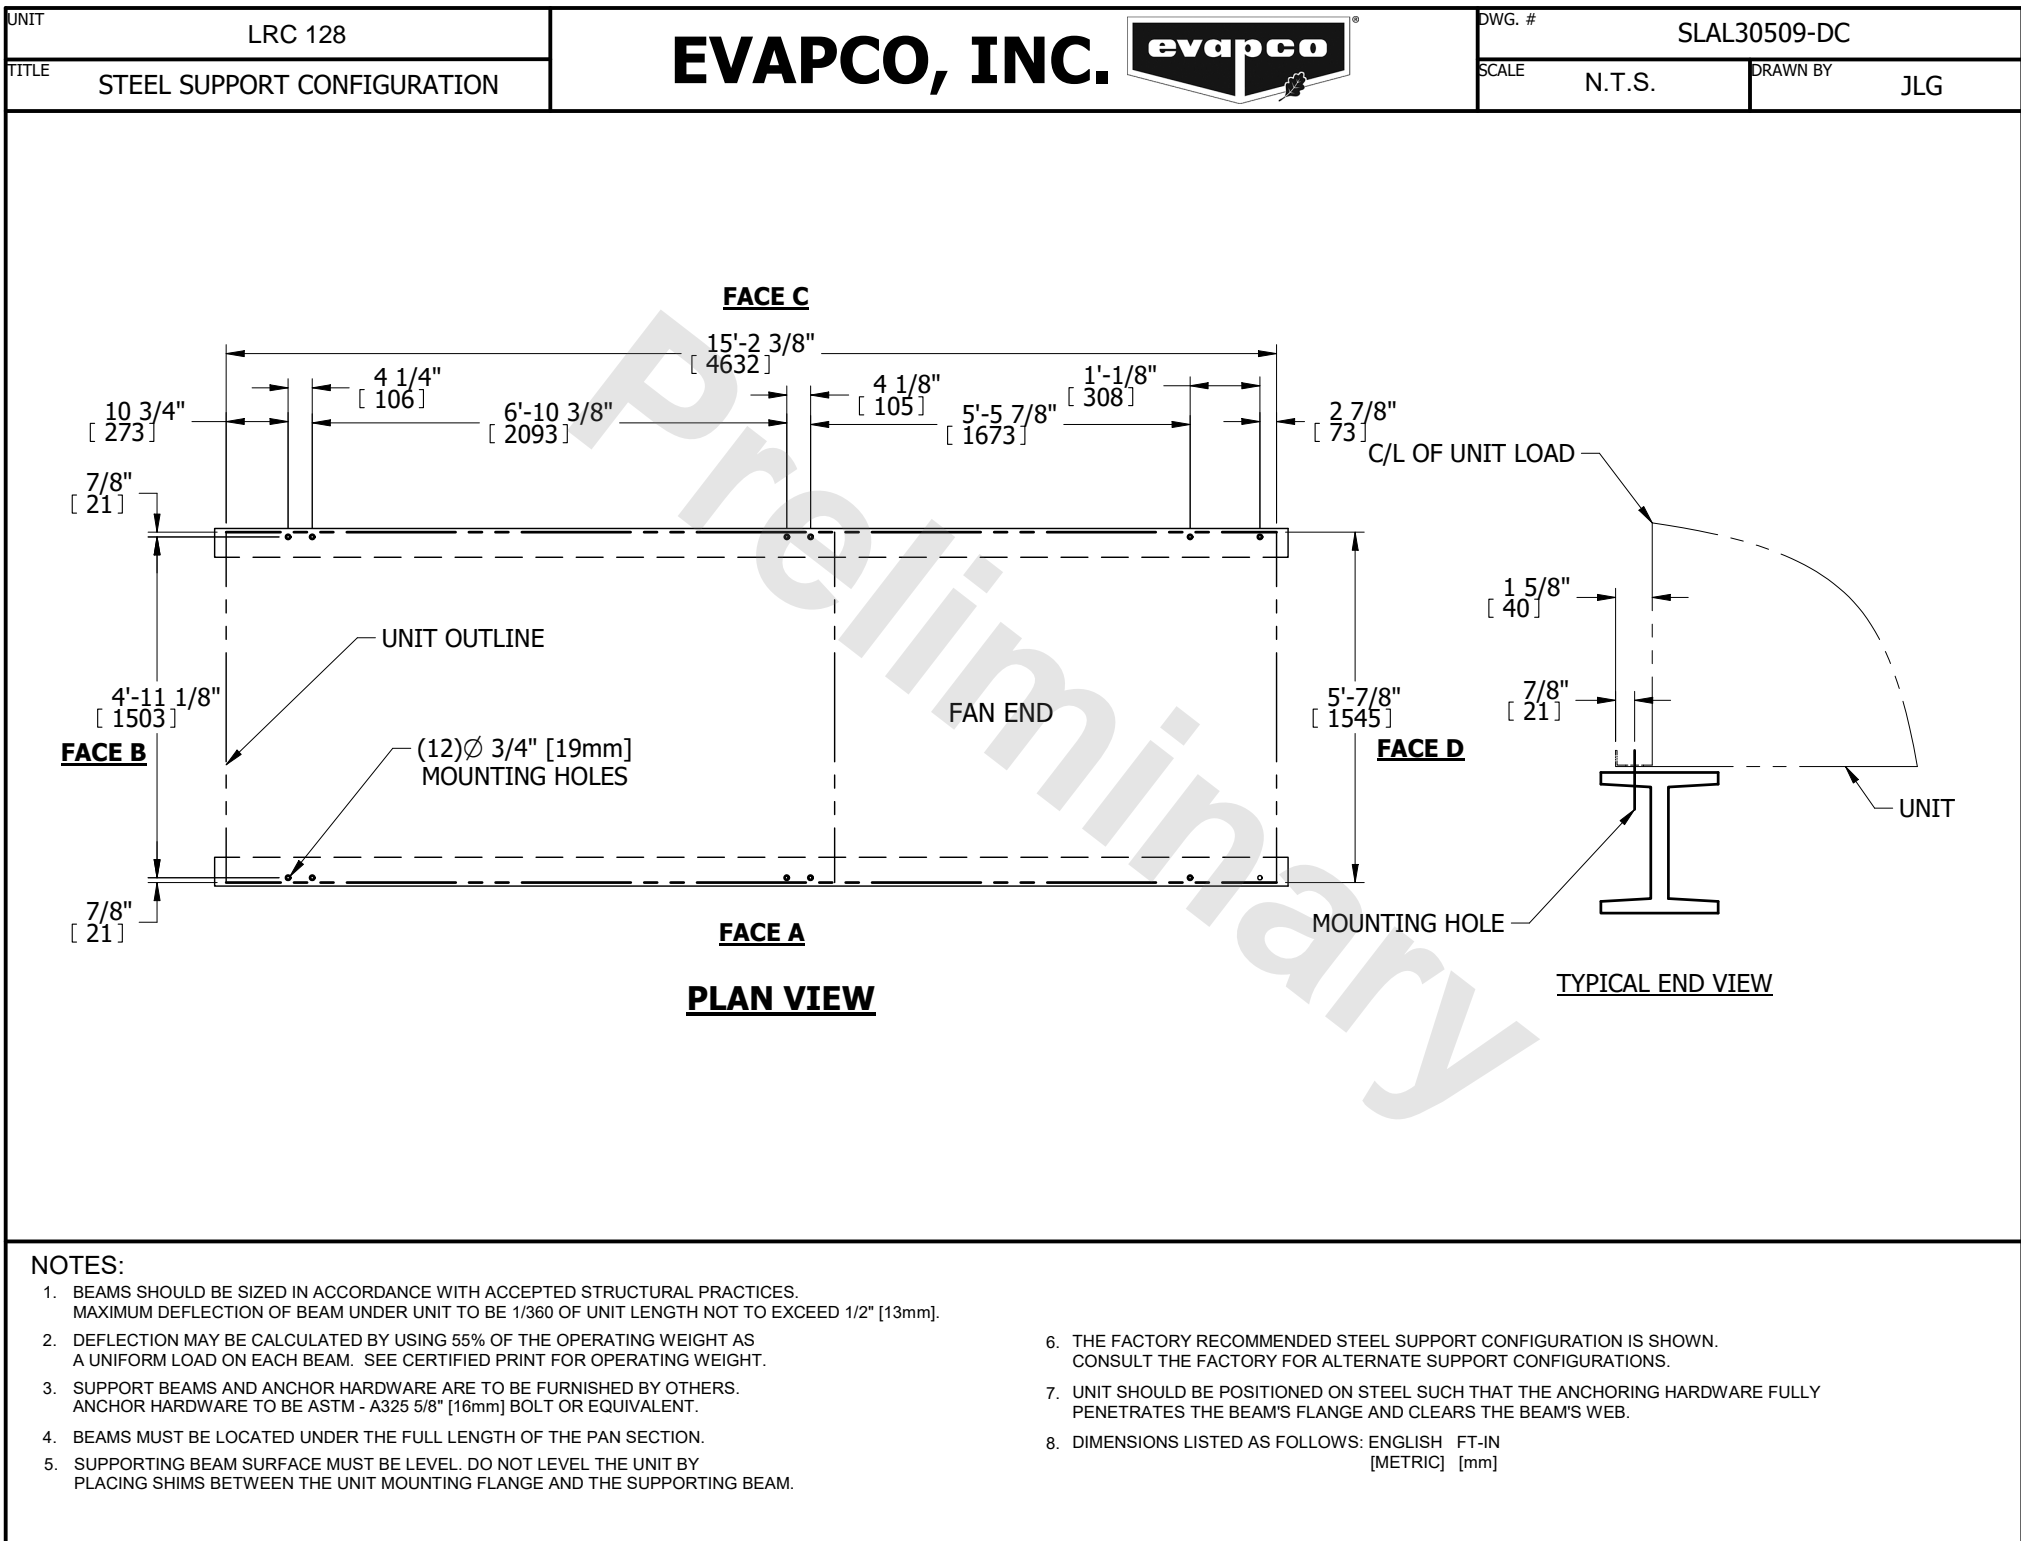 UNIT
LRC 128
TITLE
STEEL SUPPORT CONFIGURATION
EVAPCO, INC.
evapco
®
DWG. #
SLAL30509-DC
SCALE
N.T.S.
DRAWN BY
JLG
FACE C
15'-2 3/8"
[ 4632]
4 1/4"
[ 106]
4 1/8"
[ 105]
1'-1/8"
[ 308]
10 3/4"
[ 273]
6'-10 3/8"
[ 2093]
5'-5 7/8"
[ 1673]
2 7/8"
[ 73]
C/L OF UNIT LOAD
7/8"
[ 21]
1 5/8"
[ 40]
UNIT OUTLINE
4'-11 1/8"
[ 1503]
FAN END
5'-7/8"
[ 1545]
7/8"
[ 21]
FACE B
(12)∅ 3/4" [19mm]
MOUNTING HOLES
FACE D
UNIT
7/8"
[ 21]
FACE A
MOUNTING HOLE
PLAN VIEW
TYPICAL END VIEW
Preliminary
NOTES:
1. BEAMS SHOULD BE SIZED IN ACCORDANCE WITH ACCEPTED STRUCTURAL PRACTICES.
MAXIMUM DEFLECTION OF BEAM UNDER UNIT TO BE 1/360 OF UNIT LENGTH NOT TO EXCEED 1/2" [13mm].
2. DEFLECTION MAY BE CALCULATED BY USING 55% OF THE OPERATING WEIGHT AS
A UNIFORM LOAD ON EACH BEAM. SEE CERTIFIED PRINT FOR OPERATING WEIGHT.
3. SUPPORT BEAMS AND ANCHOR HARDWARE ARE TO BE FURNISHED BY OTHERS.
ANCHOR HARDWARE TO BE ASTM - A325 5/8" [16mm] BOLT OR EQUIVALENT.
4. BEAMS MUST BE LOCATED UNDER THE FULL LENGTH OF THE PAN SECTION.
5. SUPPORTING BEAM SURFACE MUST BE LEVEL. DO NOT LEVEL THE UNIT BY
PLACING SHIMS BETWEEN THE UNIT MOUNTING FLANGE AND THE SUPPORTING BEAM.
6. THE FACTORY RECOMMENDED STEEL SUPPORT CONFIGURATION IS SHOWN.
CONSULT THE FACTORY FOR ALTERNATE SUPPORT CONFIGURATIONS.
7. UNIT SHOULD BE POSITIONED ON STEEL SUCH THAT THE ANCHORING HARDWARE FULLY
PENETRATES THE BEAM'S FLANGE AND CLEARS THE BEAM'S WEB.
8. DIMENSIONS LISTED AS FOLLOWS: ENGLISH FT-IN
[METRIC] [mm]